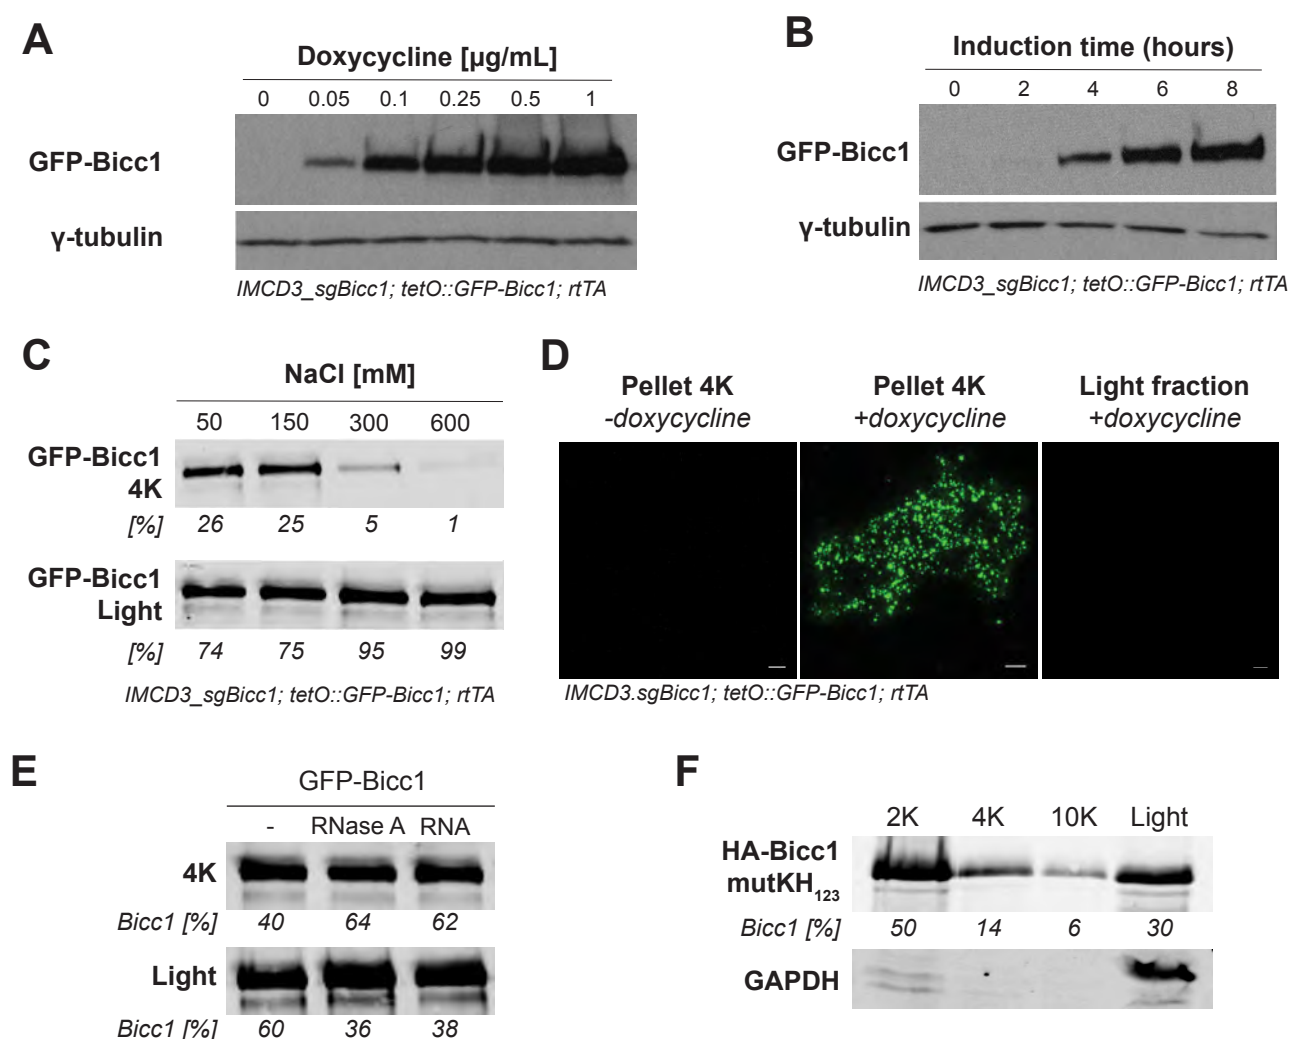 A
Doxycycline [µg/mL]
0 0.05 0.1 0.25 0.5 1
GFP-Bicc1
γ-tubulin
IMCD3_sgBicc1; tetO::GFP-Bicc1; rtTA
B
Induction time (hours)
0 2 4 6 8
GFP-Bicc1
γ-tubulin
IMCD3_sgBicc1; tetO::GFP-Bicc1; rtTA
C
NaCl [mM]
50 150 300 600
GFP-Bicc1
4K
[%] 26 25 5 1
GFP-Bicc1
Light
[%] 74 75 95 99
IMCD3_sgBicc1; tetO::GFP-Bicc1; rtTA
D
Pellet 4K Pellet 4K Light fraction
-doxycycline +doxycycline +doxycycline
IMCD3.sgBicc1; tetO::GFP-Bicc1; rtTA
E
GFP-Bicc1
- RNase A RNA
4K
Bicc1 [%] 40 64 62
Light
Bicc1 [%] 60 36 38
F
2K 4K 10K Light
HA-Bicc1
mutKH123
Bicc1 [%] 50 14 6 30
GAPDH